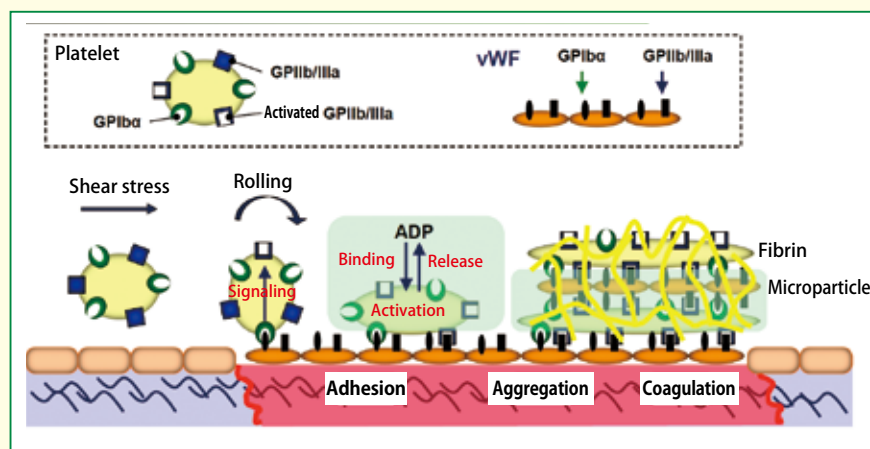 Platelet
GPIIb/IIIa
GPIbα
Activated GPIIb/IIIa
vWF
GPIbα
GPIIb/IIIa
Shear stress
Rolling
Signaling
ADP
Binding
Release
Activation
Fibrin
Microparticle
Adhesion
Aggregation
Coagulation